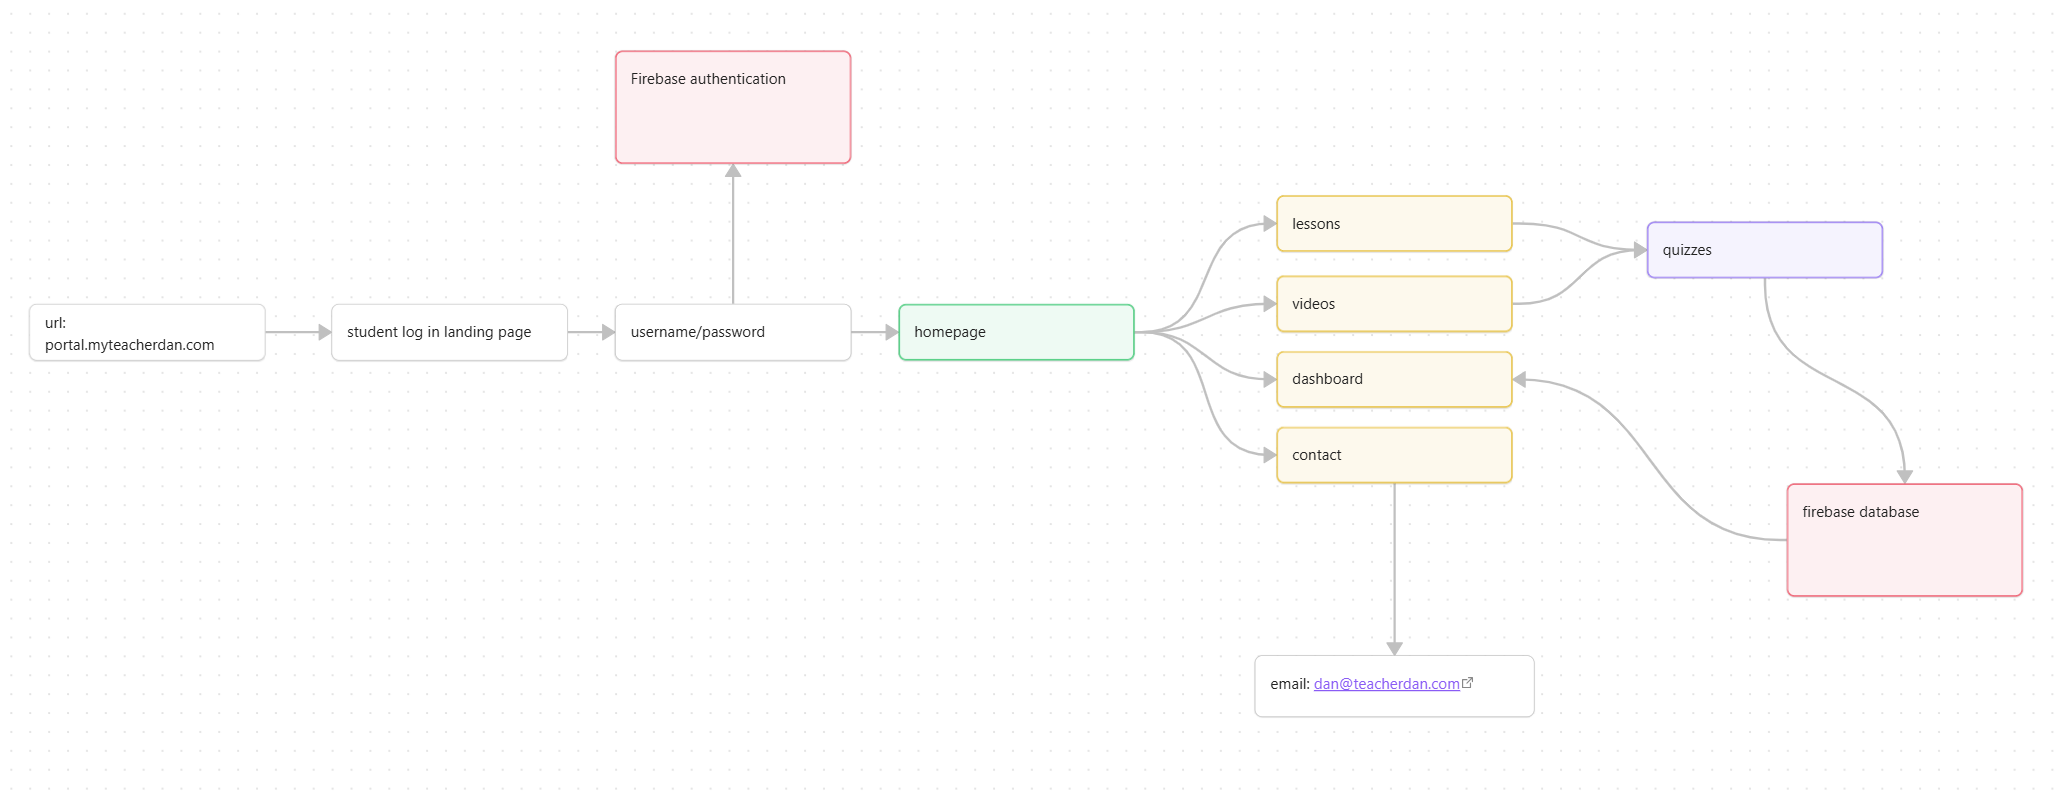 Firebase authentication
url:
portal.myteacherdan.com
student log in landing page
username/password
homepage
lessons
videos
dashboard
contact
quizzes
firebase database
email: dan@teacherdan.com